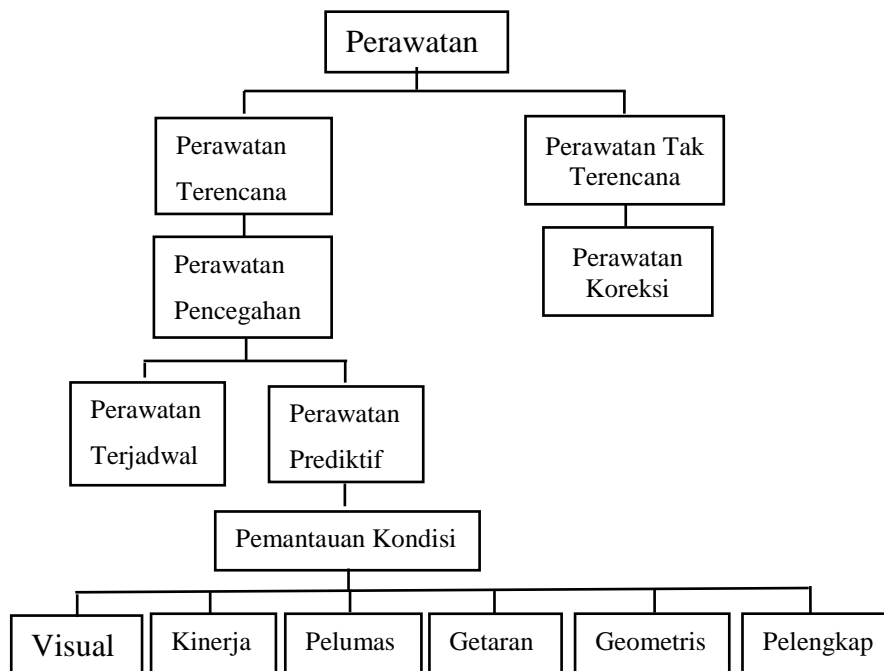 Perawatan
Perawatan
Terencana
Perawatan Tak
Terencana
Perawatan
Pencegahan
Perawatan
Koreksi
Perawatan
Terjadwal
Perawatan
Prediktif
Pemantauan Kondisi
Visual
Kinerja
Pelumas
Getaran
Geometris
Pelengkap